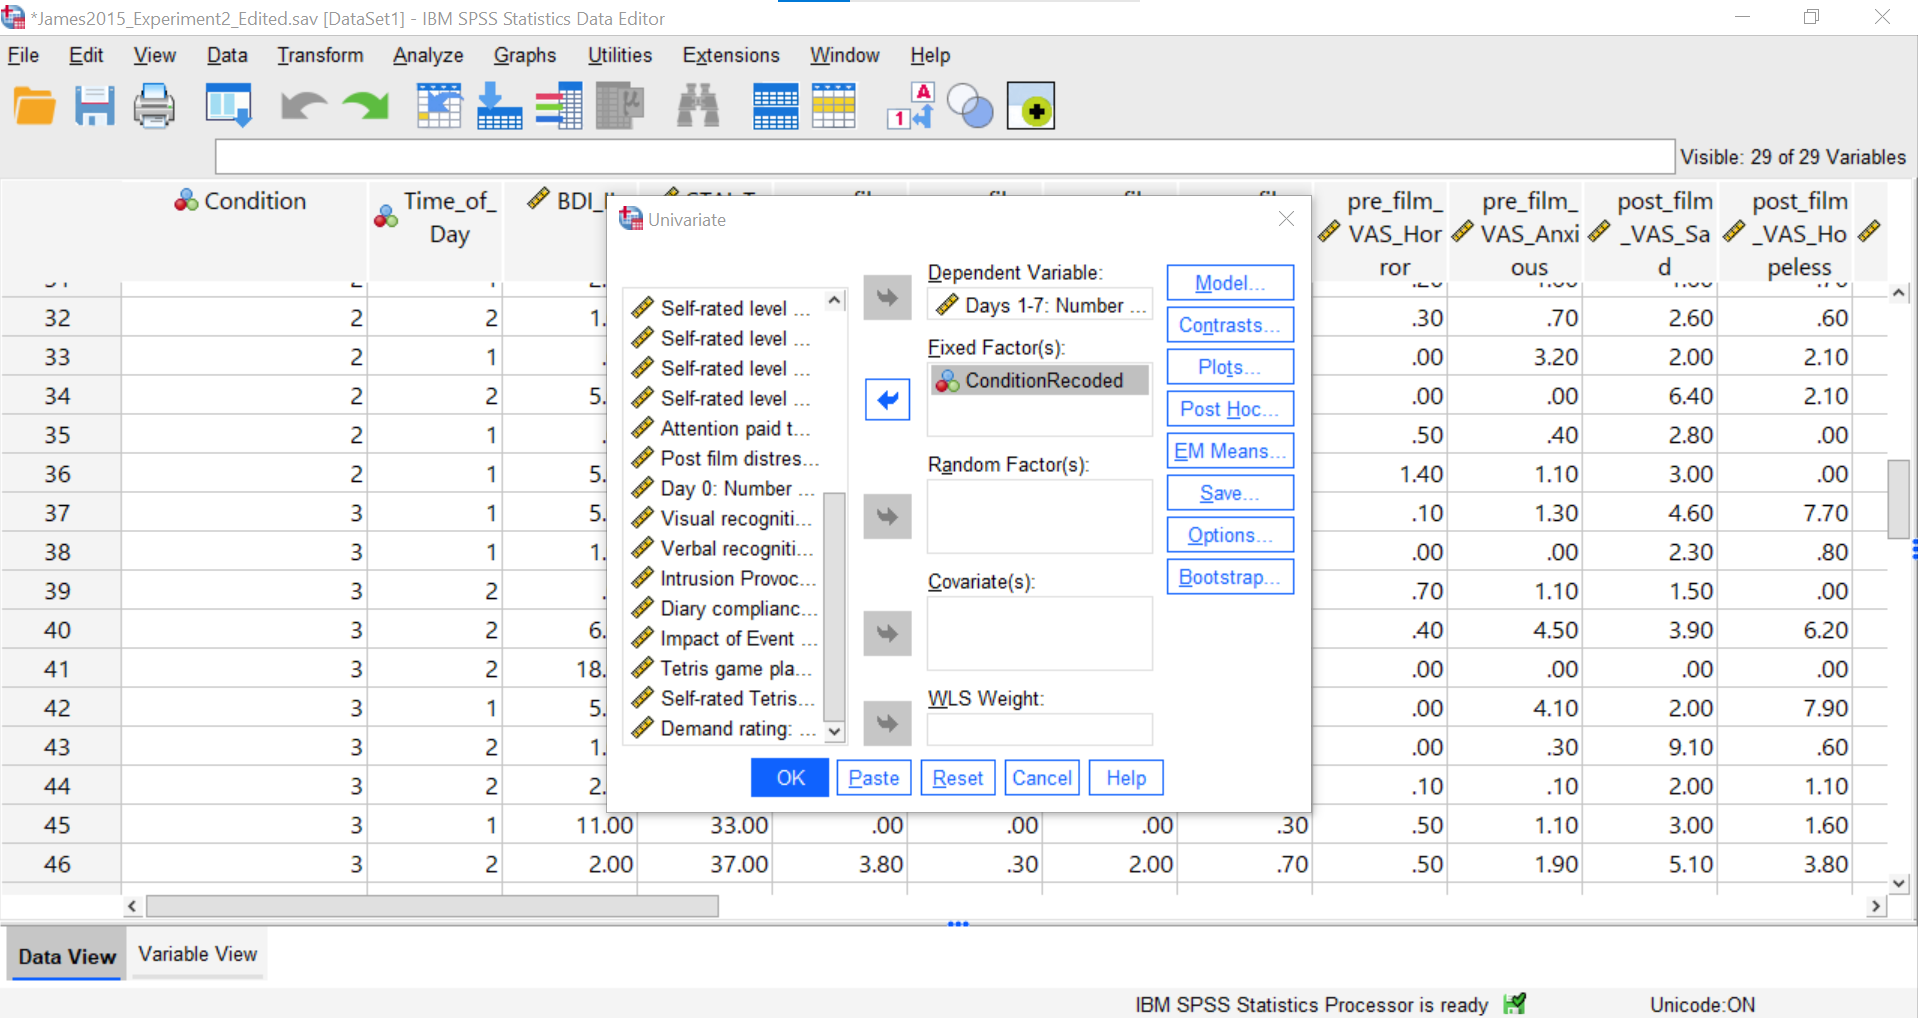 *James2015_Experiment2_Edited.sav [DataSet1] - IBM SPSS Statistics Data Editor
File Edit View Data Transform Analyze Graphs Utilities Extensions Window Help
Visible: 29 of 29 Variables
Condition
Time_of_
Day
BDI_II
pre_film_
VAS_Hor
ror
pre_film_
VAS_Anxi
ous
post_film
_VAS_Sa
d
post_film
_VAS_Ho
peless
32 2 2 1. .30 .70 2.60 .60
33 2 1 . .00 3.20 2.00 2.10
34 2 2 5. .00 .00 6.40 2.10
35 2 1 . .50 .40 2.80 .00
36 2 1 5. 1.40 1.10 3.00 .00
37 3 1 5. .10 1.30 4.60 7.70
38 3 1 1. .00 .00 2.30 .80
39 3 2 . .70 1.10 1.50 .00
40 3 2 6. .40 4.50 3.90 6.20
41 3 2 18. .00 .00 .00 .00
42 3 1 5. .00 4.10 2.00 7.90
43 3 2 1. .00 .30 9.10 .60
44 3 2 2. .10 .10 2.00 1.10
45 3 1 11.00 33.00 .00 .00 .00 .30 .50 1.10 3.00 1.60
46 3 2 2.00 37.00 3.80 .30 2.00 .70 .50 1.90 5.10 3.80
Univariate
Self-rated level ...
Self-rated level ...
Self-rated level ...
Self-rated level ...
Attention paid t...
Post film distres...
Day 0: Number ...
Visual recogniti...
Verbal recogniti...
Intrusion Provoc...
Diary complianc...
Impact of Event ...
Tetris game pla...
Self-rated Tetris...
Demand rating: ...
Dependent Variable:
Days 1-7: Number ...
Fixed Factor(s):
ConditionRecoded
Random Factor(s):
Covariate(s):
WLS Weight:
Model...
Contrasts...
Plots...
Post Hoc...
EM Means...
Save...
Options...
Bootstrap...
OK Paste Reset Cancel Help
Data View Variable View
IBM SPSS Statistics Processor is ready Unicode:ON